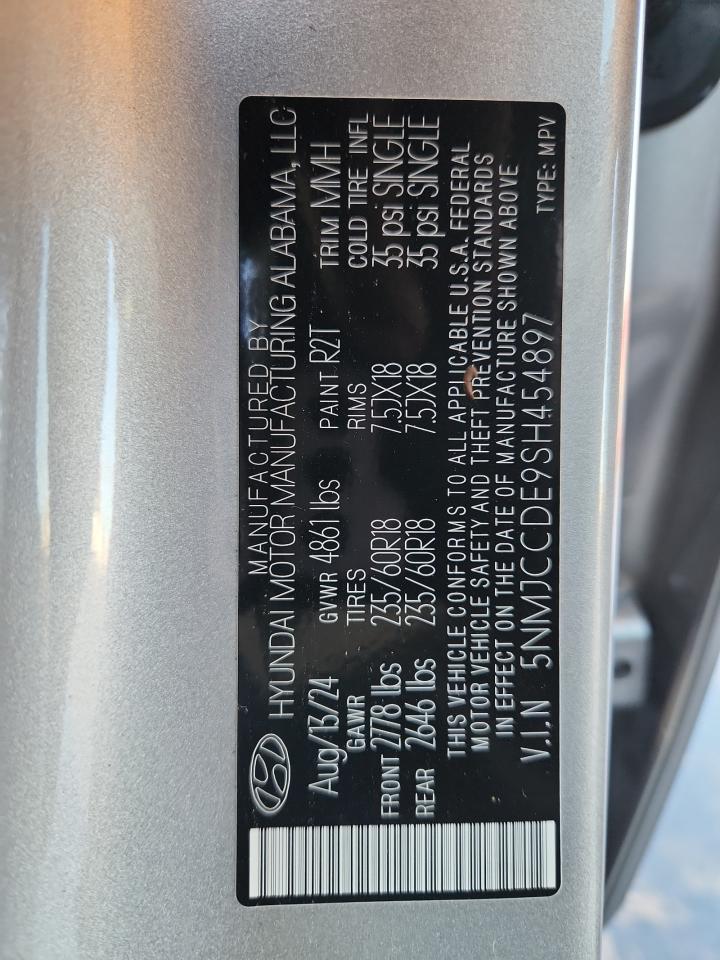 MANUFACTURED BY
HYUNDAI MOTOR MANUFACTURING ALABAMA, LLC
Aug/13/24 GVWR 4861 lbs PAINT R2T TRIM MMH
GAWR TIRES RIMS COLD TIRE INFL
FRONT 2778 lbs 235/60R18 7.5JX18 35 psi SINGLE
REAR 2646 lbs 235/60R18 7.5JX18 35 psi SINGLE
THIS VEHICLE CONFORMS TO ALL APPLICABLE U.S.A. FEDERAL
MOTOR VEHICLE SAFETY AND THEFT PREVENTION STANDARDS
IN EFFECT ON THE DATE OF MANUFACTURE SHOWN ABOVE
V.I.N 5NMJCCDE9SH454897 TYPE: MPV